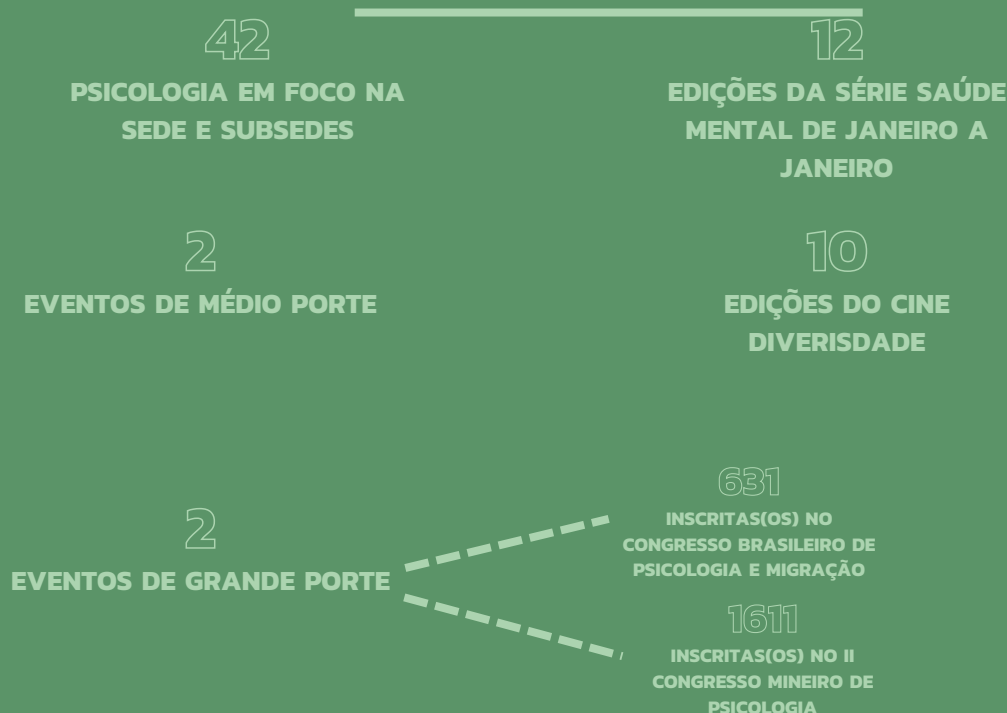 42
PSICOLOGIA EM FOCO NA
SEDE E SUBSEDES
12
EDIÇÕES DA SÉRIE SAÚDE
MENTAL DE JANEIRO A
JANEIRO
2
EVENTOS DE MÉDIO PORTE
10
EDIÇÕES DO CINE
DIVERISDADE
2
EVENTOS DE GRANDE PORTE
631
INSCRITAS(OS) NO
CONGRESSO BRASILEIRO DE
PSICOLOGIA E MIGRAÇÃO
1611
INSCRITAS(OS) NO II
CONGRESSO MINEIRO DE
PSICOLOGIA